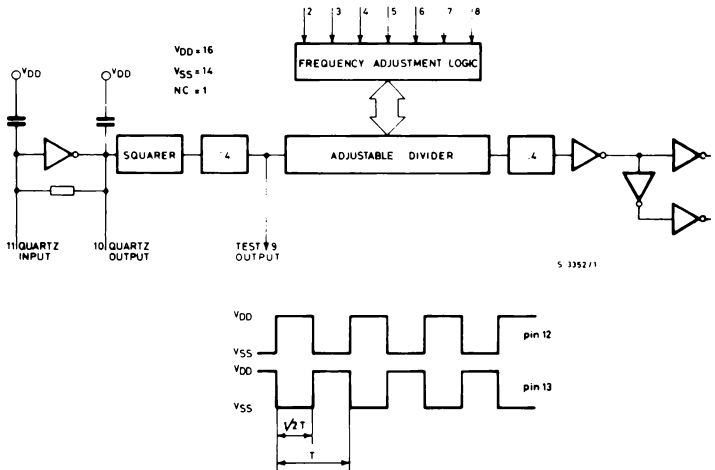 2 3 4 5 6 7 8
VDD = 16
VSS = 14
NC = 1
FREQUENCY ADJUSTMENT LOGIC
VDD VDD
SQUARER :4 ADJUSTABLE DIVIDER :4
11 QUARTZ INPUT
10 QUARTZ OUTPUT
TEST 9 OUTPUT
S 3352/1
VDD
pin 12
VSS
VDD
pin 13
VSS
1/2 T
T